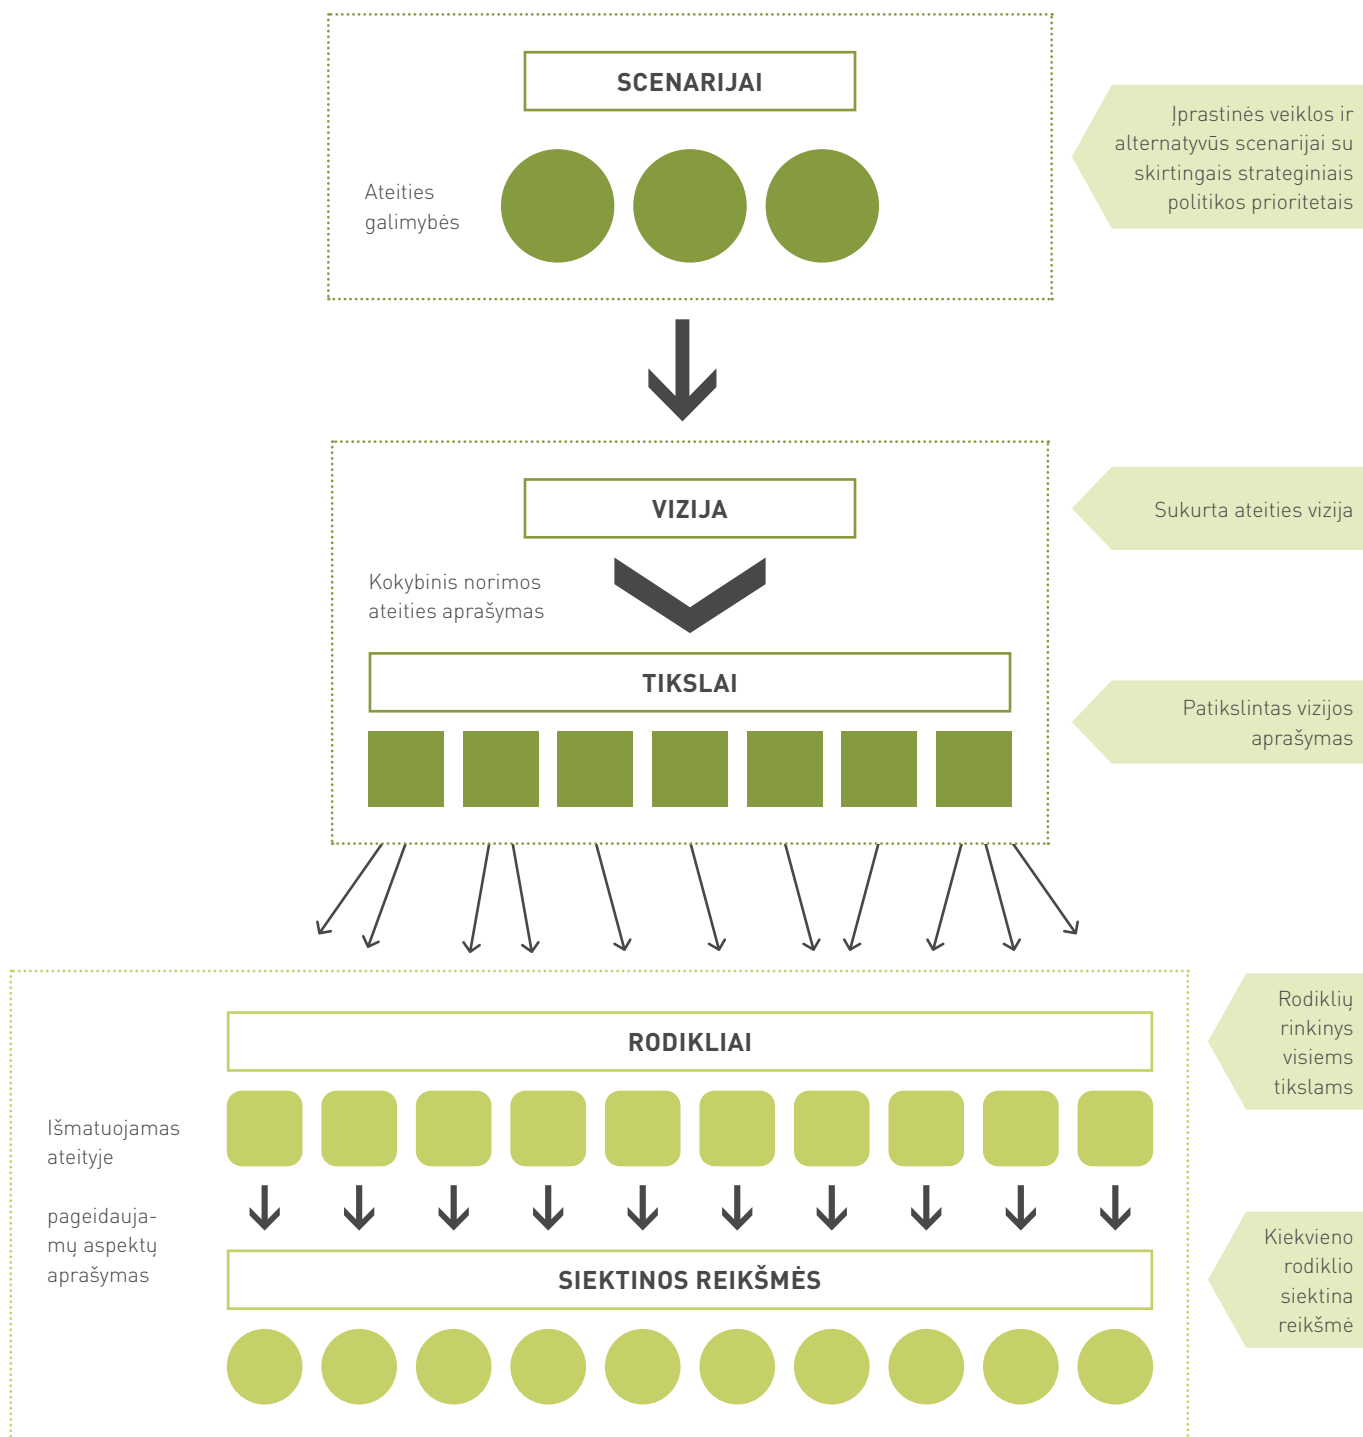 SCENARIJAI
Ateities
galimybės
Įprastinės veiklos ir
alternatyvūs scenarijai su
skirtingais strateginiais
politikos prioritetais
VIZIJA
Sukurta ateities vizija
Kokybinis norimos
ateities aprašymas
TIKSLAI
Patikslintas vizijos
aprašymas
RODIKLIAI
Rodiklių
rinkinys
visiems
tikslams
Išmatuojamas
ateityje
pageidauja-
mų aspektų
aprašymas
SIEKTINOS REIKŠMĖS
Kiekvieno
rodiklio
siektina
reikšmė